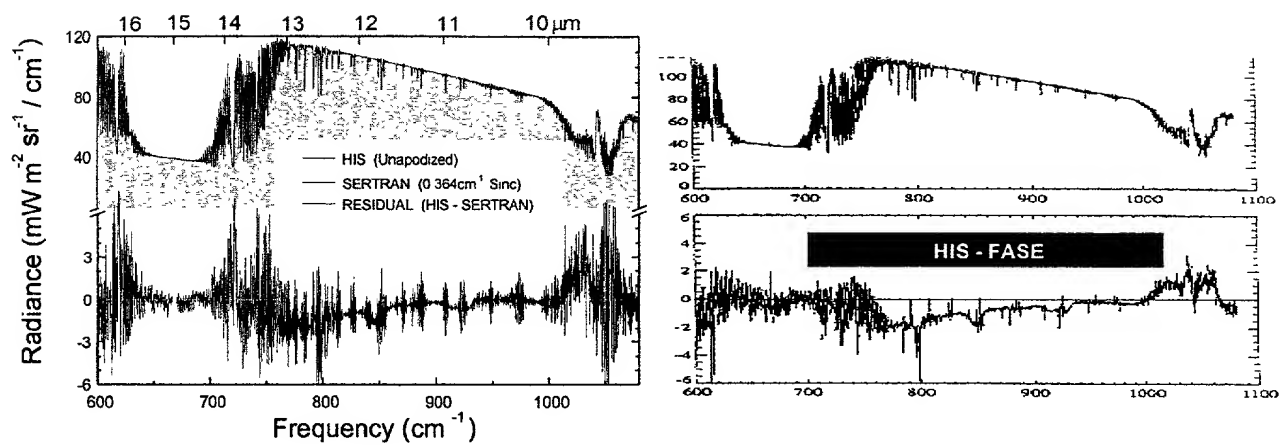 16 15 14 13 12 11 10 μm
120
80
40
HIS (Unapodized)
SERTRAN (0 364cm⁻¹ Sinc)
RESIDUAL (HIS - SERTRAN)
3
0
-3
-6
600 700 800 900 1000
Frequency (cm⁻¹)
Radiance (mW m⁻² sr⁻¹ / cm⁻¹)
100
80
60
40
20
0
600 700 800 900 1000 1100
6
4
2
0
-2
-4
-6
HIS - FASE
600 700 800 900 1000 1100